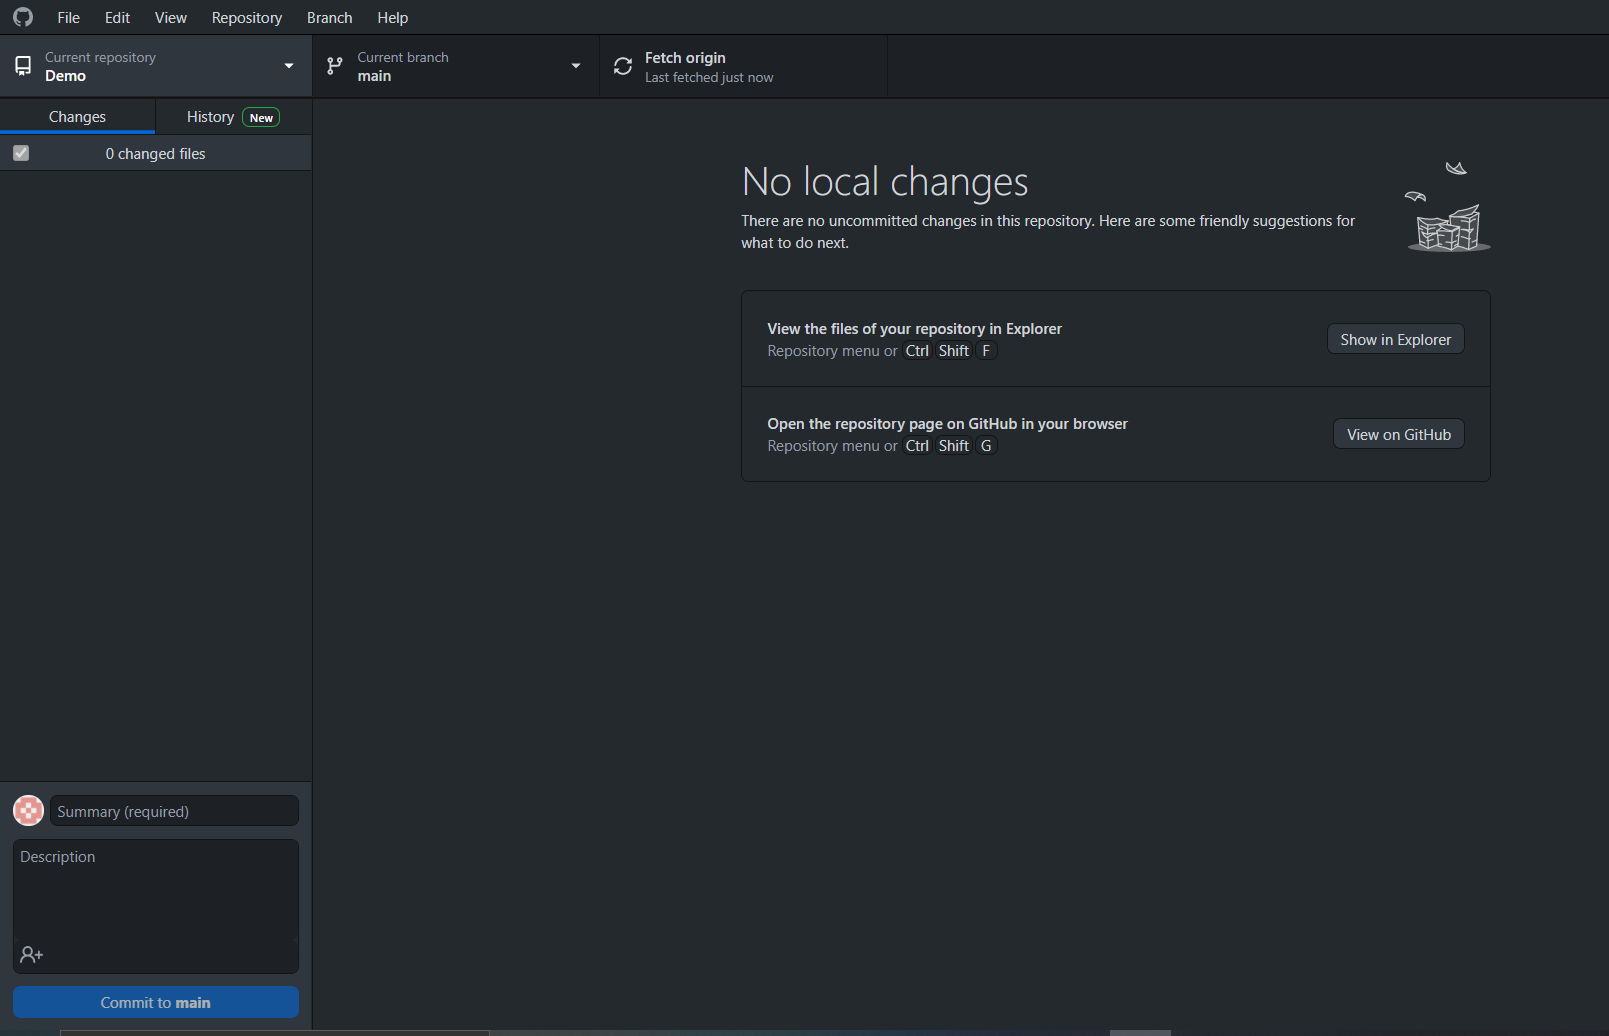 File Edit View Repository Branch Help
Current repository
Demo
Current branch
main
Fetch origin
Last fetched just now
Changes
History New
0 changed files
No local changes
There are no uncommitted changes in this repository. Here are some friendly suggestions for
what to do next.
View the files of your repository in Explorer
Repository menu or Ctrl Shift F
Show in Explorer
Open the repository page on GitHub in your browser
Repository menu or Ctrl Shift G
View on GitHub
Summary (required)
Description
Commit to main